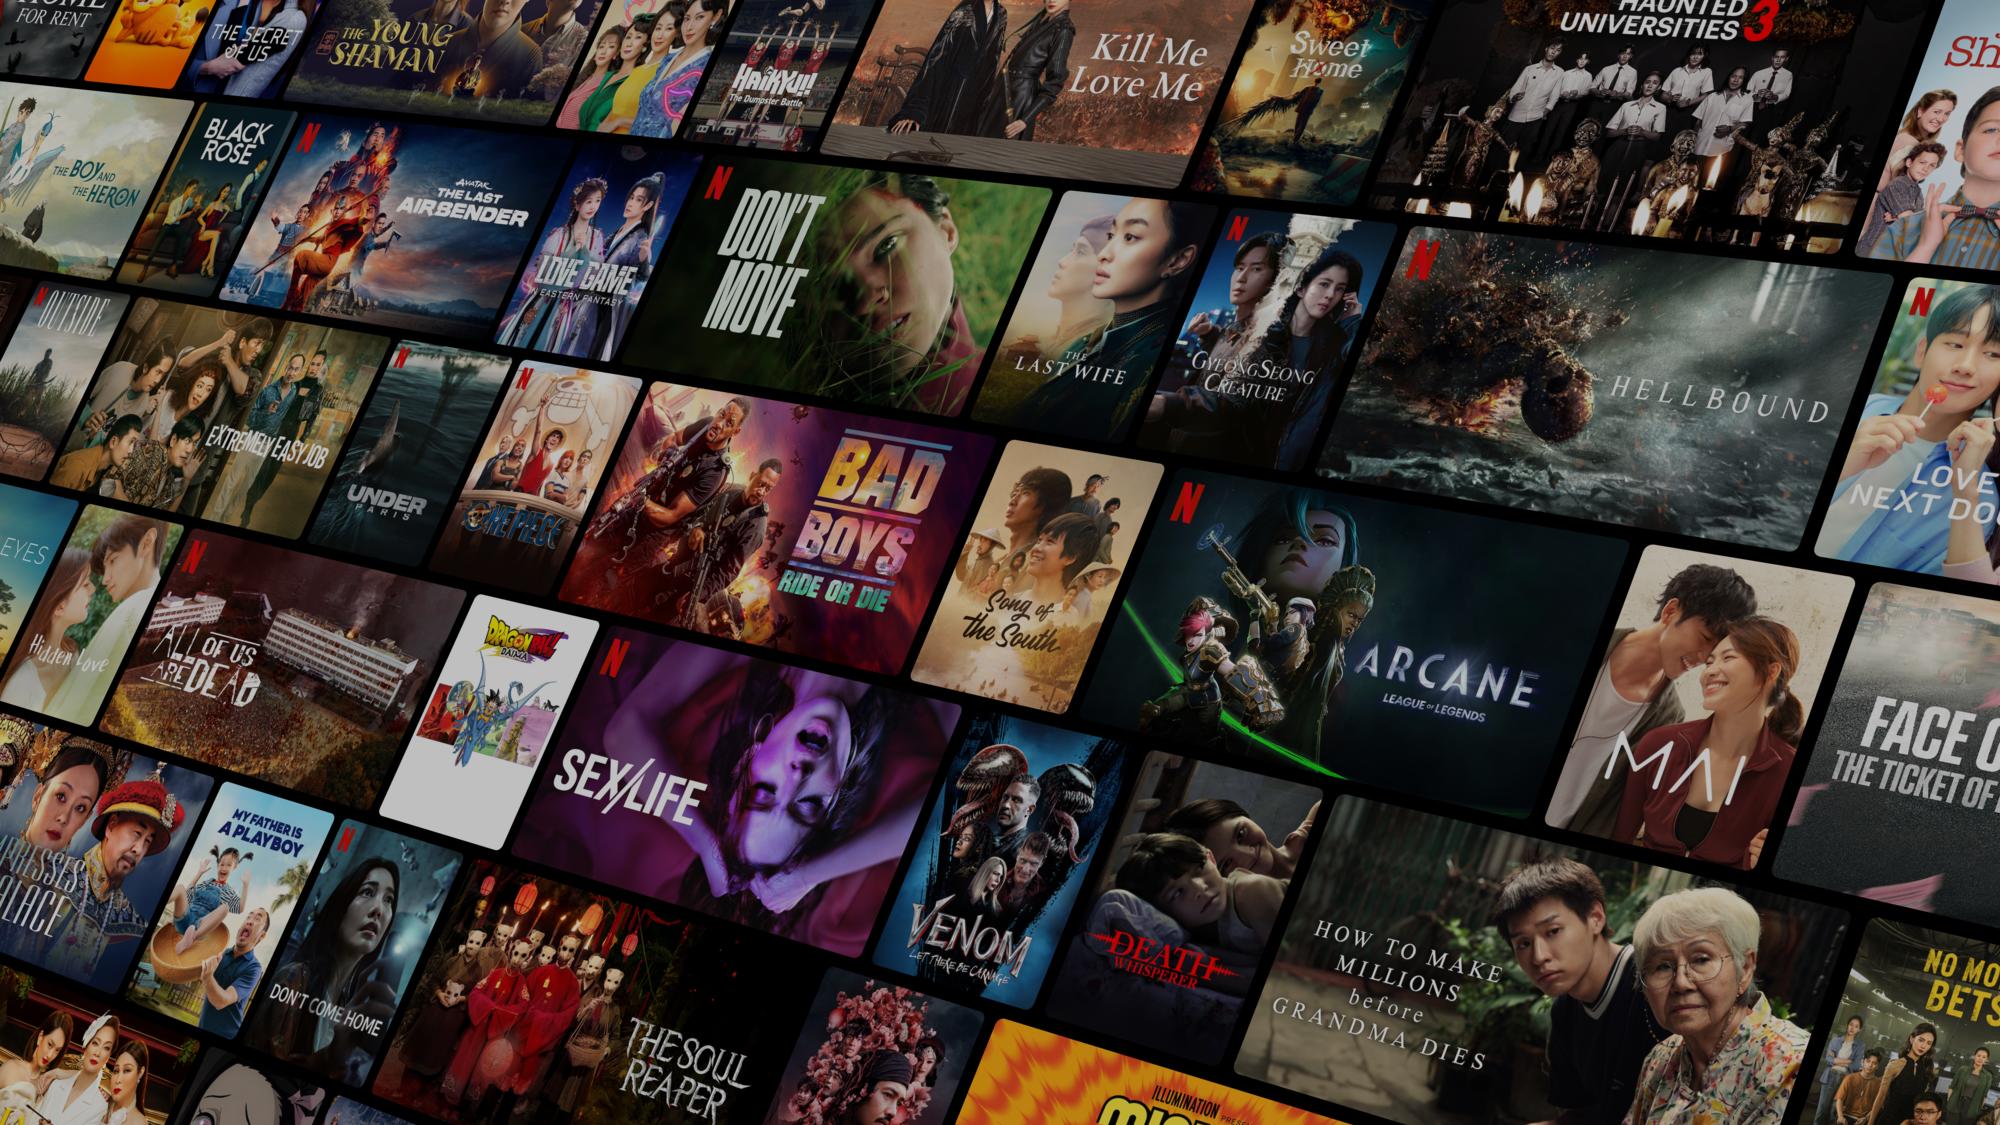 HOME
FOR RENT
THE SECRET
OF US
THE YOUNG
SHAMAN
HAIKYU!!
The Dumpster Battle
Kill Me
Love Me
Sweet
Home
HAUNTED
UNIVERSITIES 3
Sh
THE BOY AND
THE HERON
BLACK
ROSE
N
AVATAR
THE LAST
AIRBENDER
LOVE GAME
IN EASTERN FANTASY
N
DON'T
MOVE
THE
LAST WIFE
N
GYEONGSEONG
CREATURE
N
HELLBOUND
N
LOVE
NEXT DOO
N
OUTSIDE
EXTREMELY EASY JOB
N
UNDER
PARIS
N
ONE PIECE
BAD
BOYS
RIDE OR DIE
Song of
the South
N
ARCANE
LEAGUE OF LEGENDS
MAI
FACE O
THE TICKET OF
EYES
Hidden Love
N
ALL OF US
ARE DEAD
DRAGON BALL
DAIMA
N
SEX/LIFE
VENOM
LET THERE BE CARNAGE
DEATH
WHISPERER
HOW TO MAKE
MILLIONS
before
GRANDMA DIES
NO MO
BETS
PRESSES
ALACE
MY FATHER IS
A PLAYBOY
N
DON'T COME HOME
THE SOUL
REAPER
ILLUMINATION